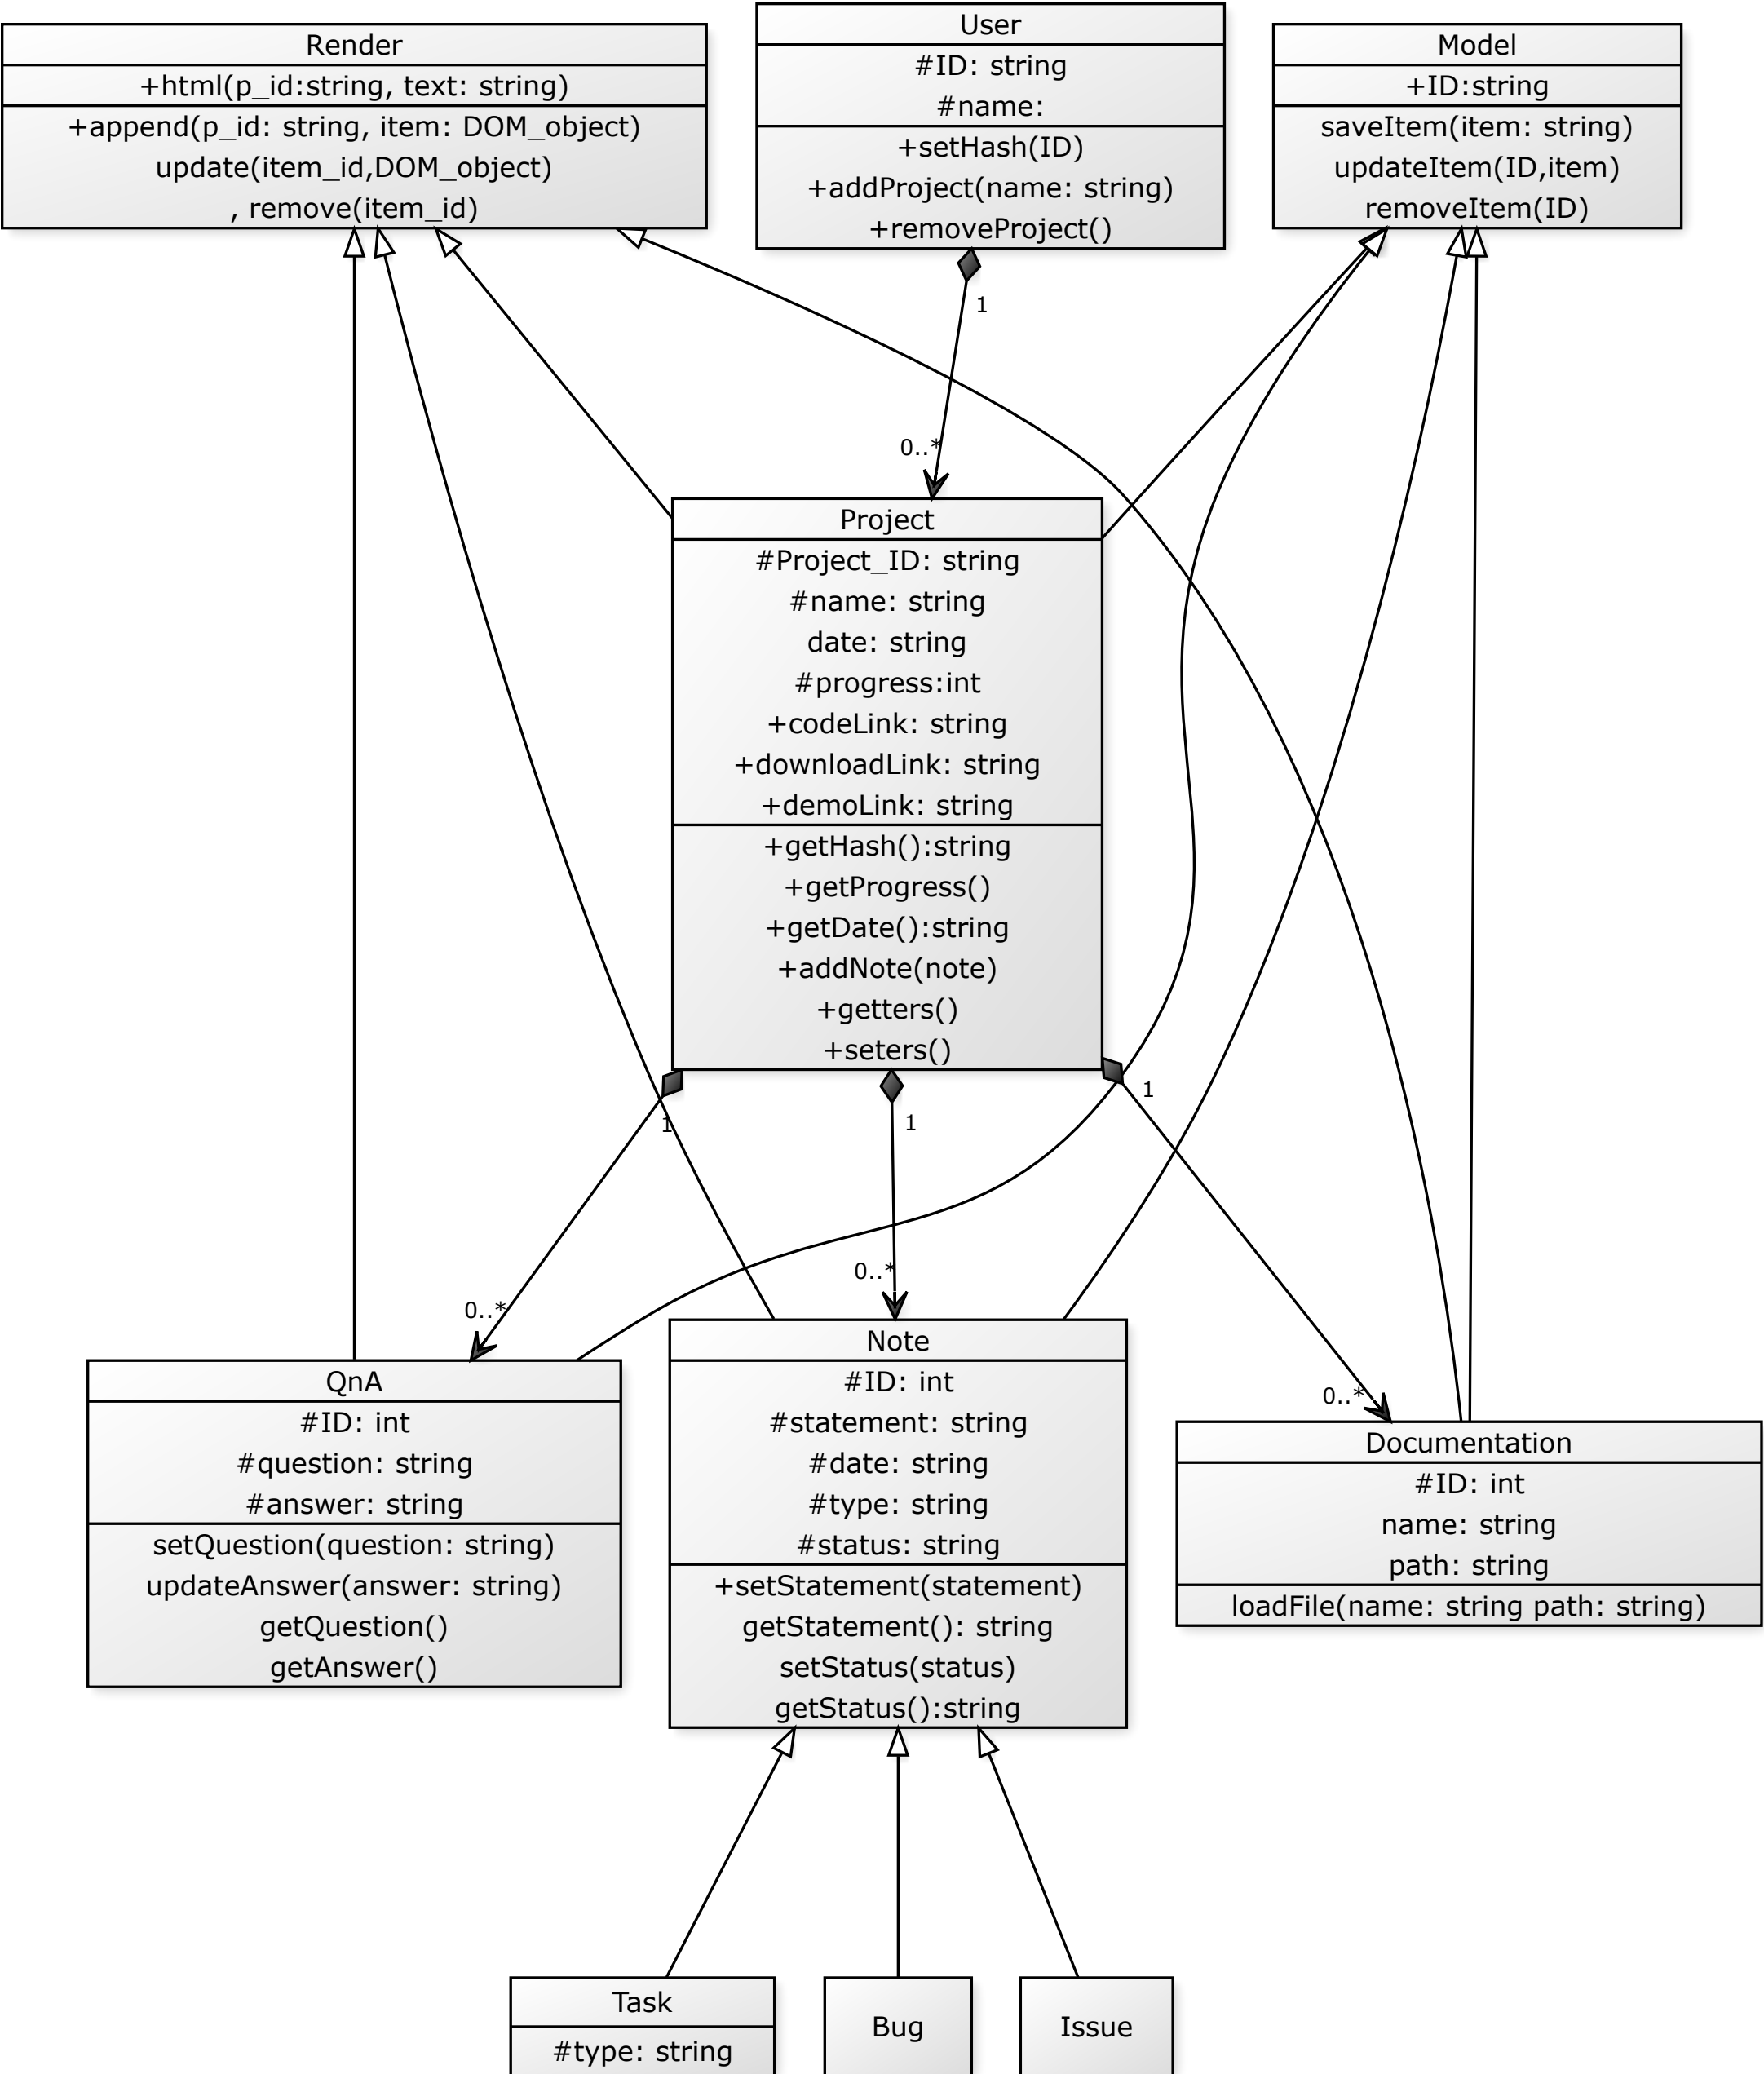 Render
+html(p_id:string, text: string)
+append(p_id: string, item: DOM_object)
update(item_id,DOM_object)
, remove(item_id)
User
#ID: string
#name:
+setHash(ID)
+addProject(name: string)
+removeProject()
Model
+ID:string
saveItem(item: string)
updateItem(ID,item)
removeItem(ID)
1
0..*
Project
#Project_ID: string
#name: string
date: string
#progress:int
+codeLink: string
+downloadLink: string
+demoLink: string
+getHash():string
+getProgress()
+getDate():string
+addNote(note)
+getters()
+seters()
1
1
1
0..*
0..*
0..*
QnA
#ID: int
#question: string
#answer: string
setQuestion(question: string)
updateAnswer(answer: string)
getQuestion()
getAnswer()
Note
#ID: int
#statement: string
#date: string
#type: string
#status: string
+setStatement(statement)
getStatement(): string
setStatus(status)
getStatus():string
Documentation
#ID: int
name: string
path: string
loadFile(name: string path: string)
Task
#type: string
Bug
Issue